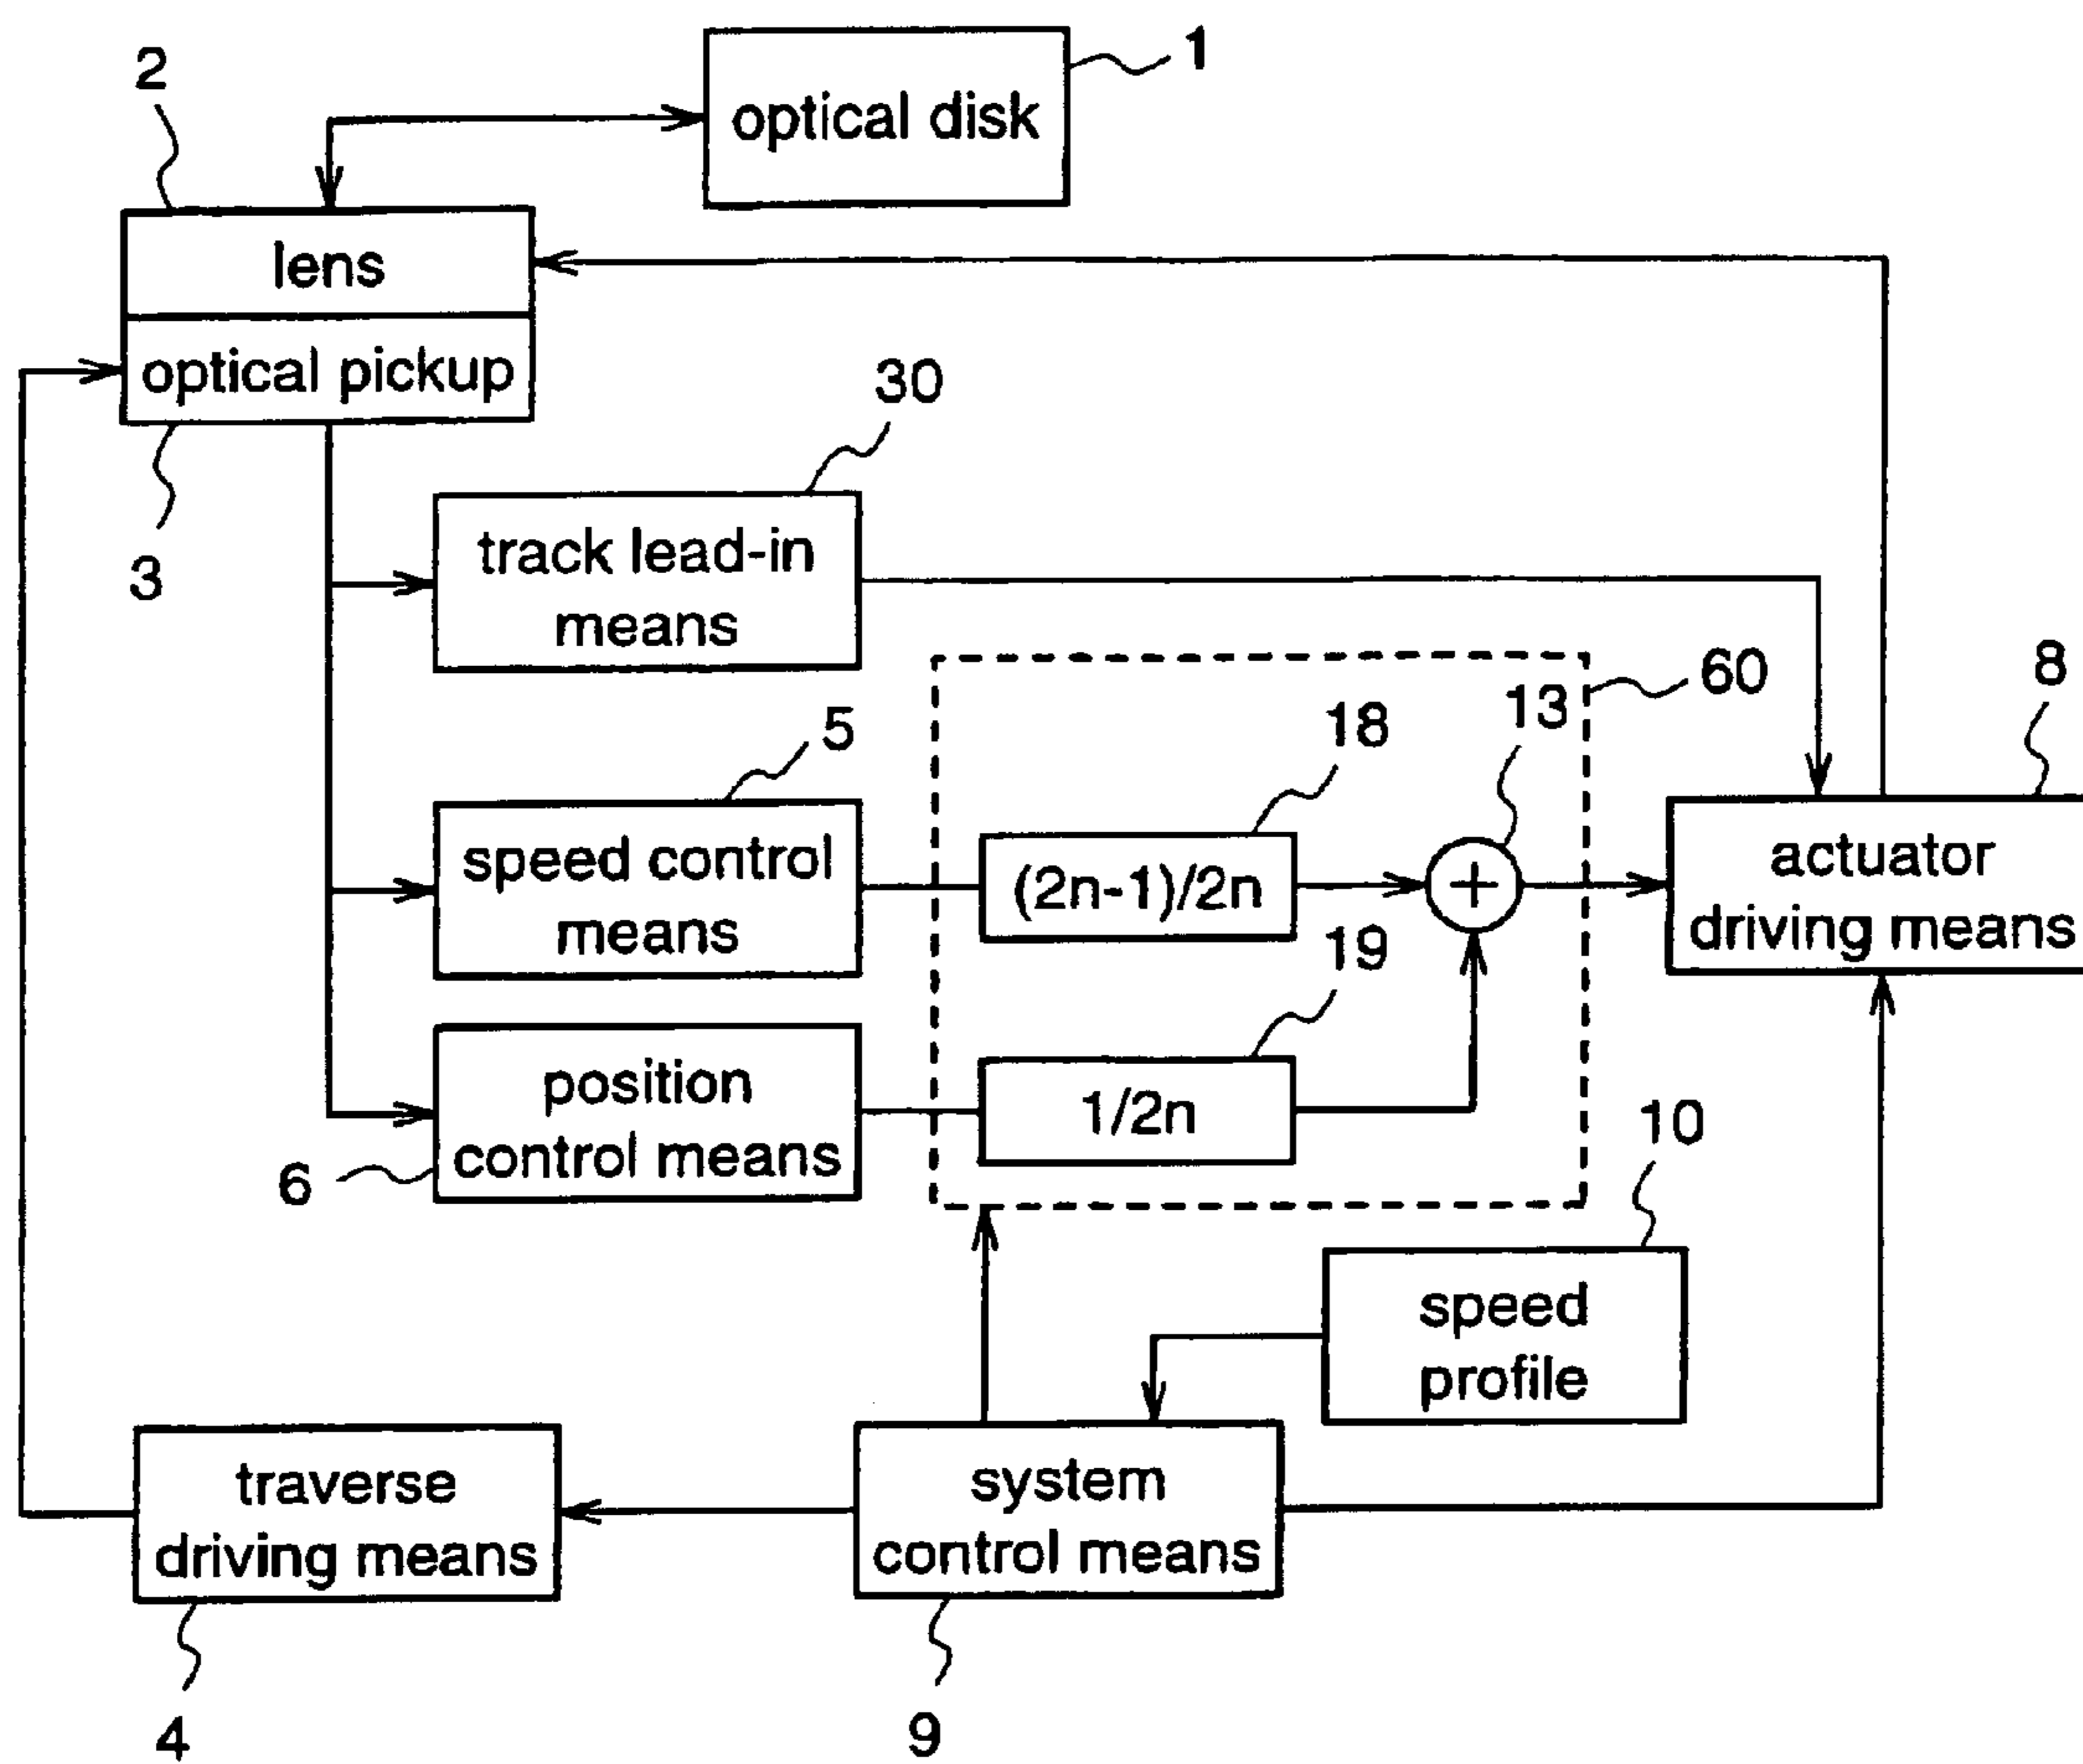 1
optical disk
2
lens
optical pickup
3
30
track lead-in
means
60
13
8
5
18
speed control
means
(2n-1)/2n
+
actuator
driving means
19
position
control means
6
1/2n
10
speed
profile
traverse
driving means
4
system
control means
9